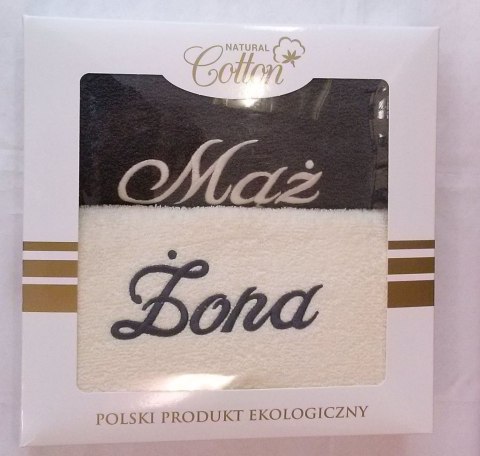 NATURAL
Cotton
Mąż
Żona
POLSKI PRODUKT EKOLOGICZNY